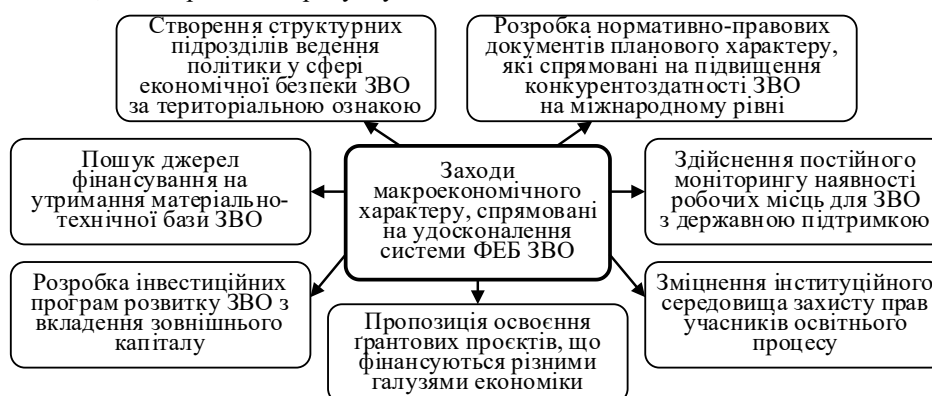 Створення структурних
підрозділів ведення
політики у сфері
економічної безпеки ЗВО
за територіальною ознакою
Розробка нормативно-правових
документів планового характеру,
які спрямовані на підвищення
конкурентоздатності ЗВО
на міжнародному рівні
Пошук джерел
фінансування на
утримання матеріально-
технічної бази ЗВО
Заходи
макроекономічного
характеру, спрямовані
на удосконалення
системи ФЕБ ЗВО
Здійснення постійного
моніторингу наявності
робочих місць для ЗВО
з державною підтримкою
Розробка інвестиційних
програм розвитку ЗВО з
вкладення зовнішнього
капіталу
Пропозиція освоєння
ґрантових проєктів, що
фінансуються різними
галузями економіки
Зміцнення інституційного
середовища захисту прав
учасників освітнього
процесу